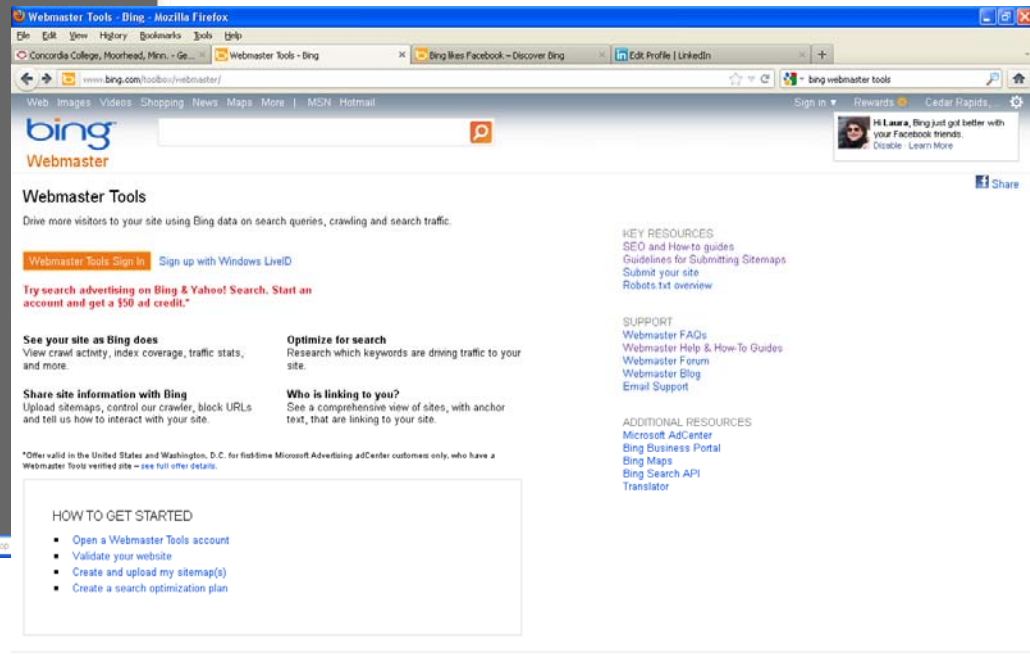 Webmaster Tools - Bing - Mozilla Firefox
File Edit View History Bookmarks Tools Help
Concordia College, Moorhead, Minn. - Ge...
Webmaster Tools - Bing
Bing likes Facebook – Discover Bing
Edit Profile | LinkedIn
www.bing.com/toolbox/webmaster/
bing webmaster tools
Web Images Videos Shopping News Maps More | MSN Hotmail
Sign in Rewards Cedar Rapids,...
bing
Webmaster
Hi Laura, Bing just got better with
your Facebook friends.
Disable · Learn More
Share
Webmaster Tools
Drive more visitors to your site using Bing data on search queries, crawling and search traffic.
Webmaster Tools Sign In Sign up with Windows LiveID
Try search advertising on Bing & Yahoo! Search. Start an
account and get a $50 ad credit.*
See your site as Bing does
View crawl activity, index coverage, traffic stats,
and more.
Optimize for search
Research which keywords are driving traffic to your
site.
Share site information with Bing
Upload sitemaps, control our crawler, block URLs
and tell us how to interact with your site.
Who is linking to you?
See a comprehensive view of sites, with anchor
text, that are linking to your site.
*Offer valid in the United States and Washington, D.C. for first-time Microsoft Advertising adCenter customers only, who have a
Webmaster Tools verified site – see full offer details.
HOW TO GET STARTED
Open a Webmaster Tools account
Validate your website
Create and upload my sitemap(s)
Create a search optimization plan
KEY RESOURCES
SEO and How-to guides
Guidelines for Submitting Sitemaps
Submit your site
Robots.txt overview
SUPPORT
Webmaster FAQs
Webmaster Help & How-To Guides
Webmaster Forum
Webmaster Blog
Email Support
ADDITIONAL RESOURCES
Microsoft AdCenter
Bing Business Portal
Bing Maps
Bing Search API
Translator